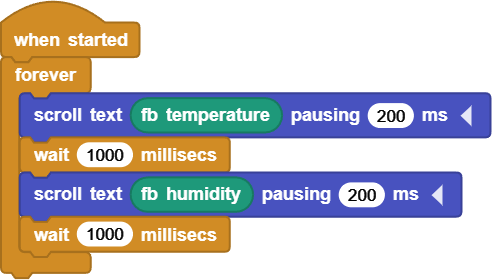 when started
forever
scroll text fb temperature pausing 200 ms
wait 1000 millisecs
scroll text fb humidity pausing 200 ms
wait 1000 millisecs